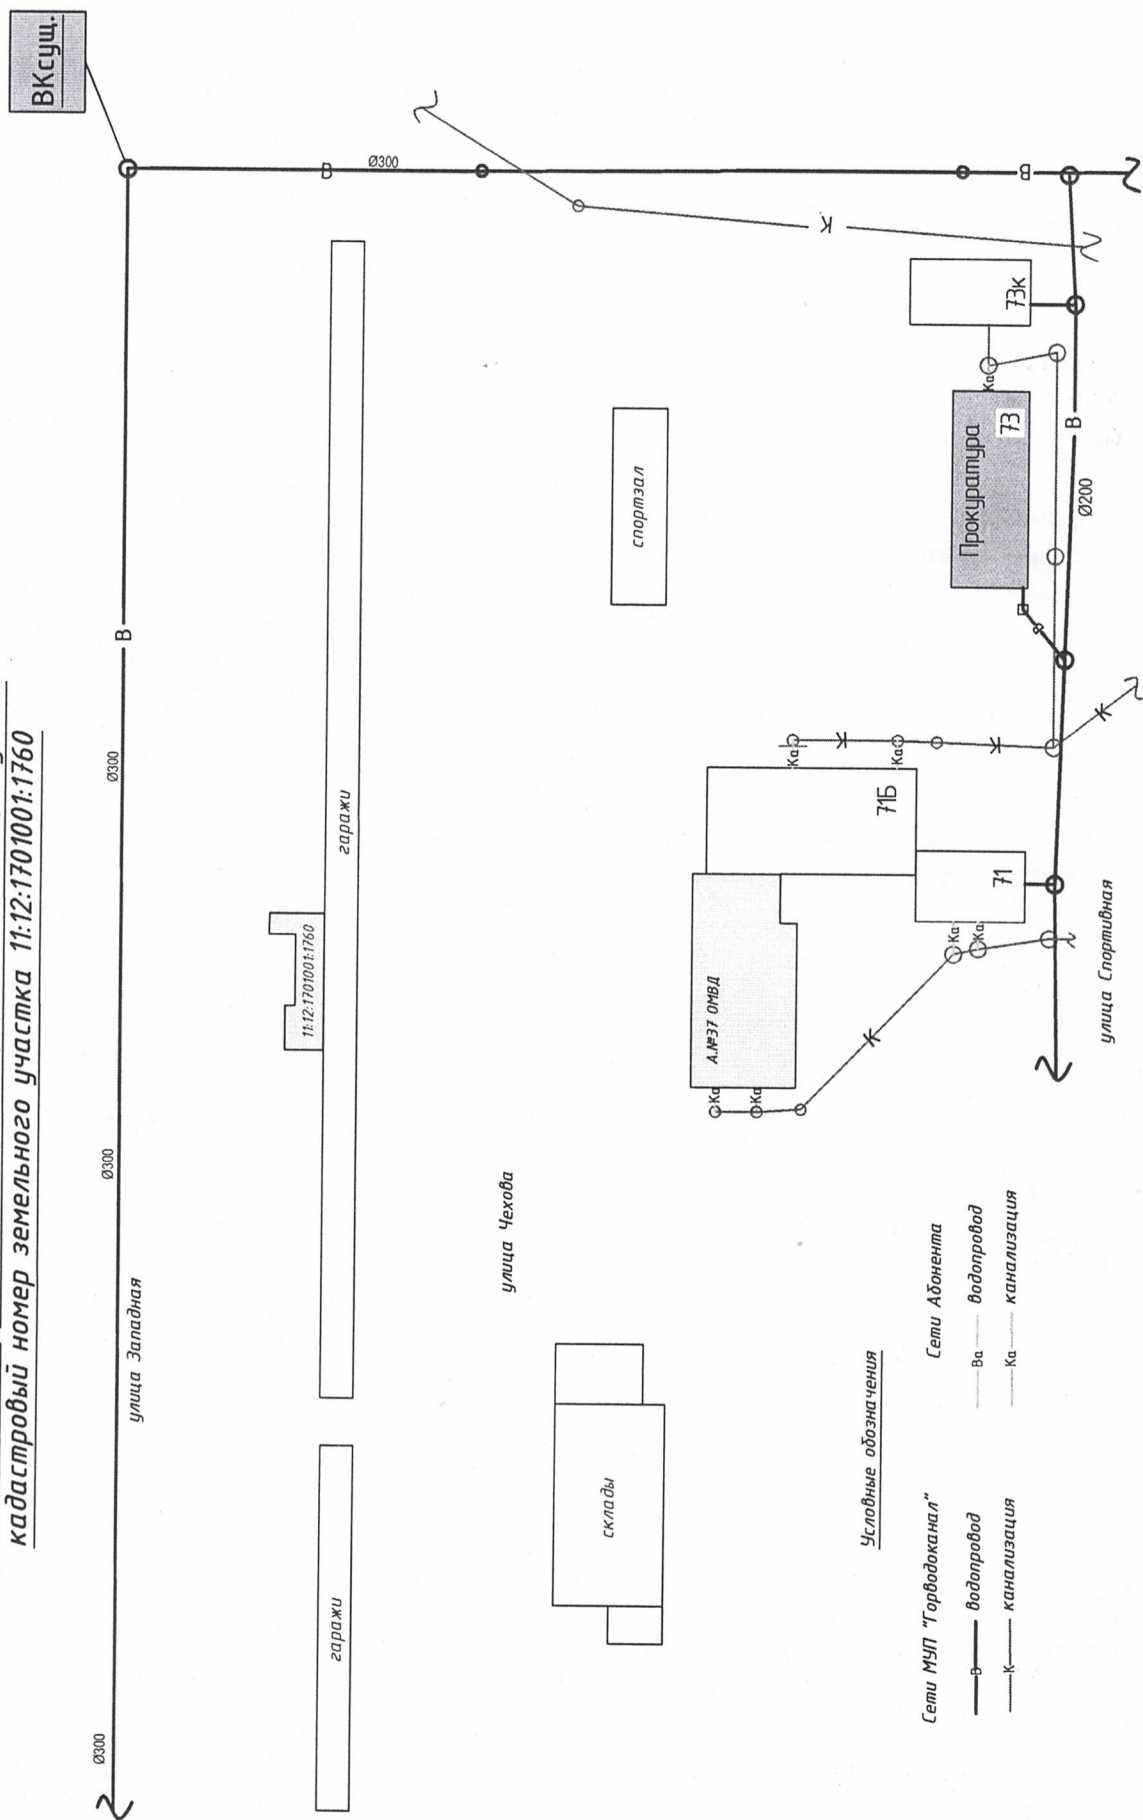 кадастровый номер земельного участка 11:12:1701001:1760
ВКсущ.
Ø300
Ø300
В
Ø300
улица Западная
В
Ø300
гаражи
гаражи
11:12:1701001:1760
улица Чехова
склады
спортзал
К
В
А.№37 ОМВД
71Б
71
Прокуратура
73
73к
Ка
Ка
Ка
Ка
Ка
Ка
Ка
К
К
К
К
В
В
Ø200
улица Спортивная
Условные обозначения
Сети МУП "Горводоканал"
В водопровод
К канализация
Сети Абонента
Ва водопровод
Ка канализация